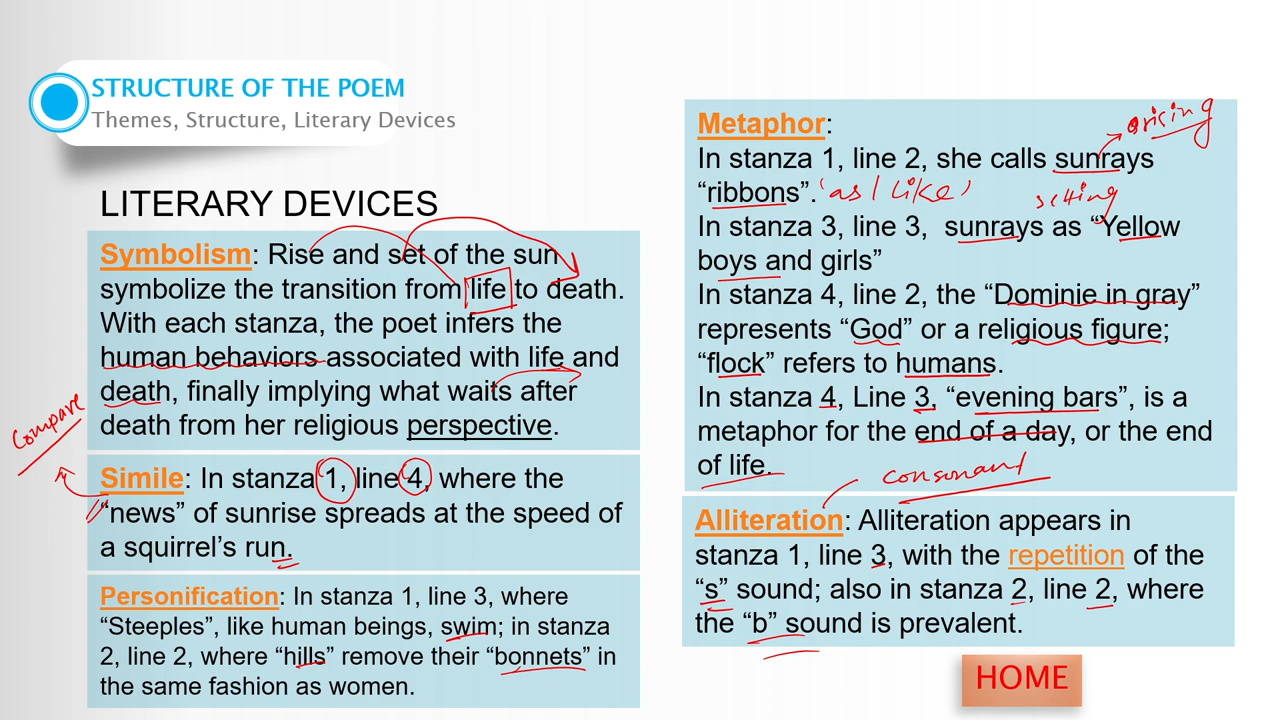 STRUCTURE OF THE POEM
Themes, Structure, Literary Devices
LITERARY DEVICES
Symbolism: Rise and set of the sun
symbolize the transition from life to death.
With each stanza, the poet infers the
human behaviors associated with life and
death, finally implying what waits after
death from her religious perspective.
compare
Simile: In stanza 1, line 4, where the
“news” of sunrise spreads at the speed of
a squirrel’s run.
Personification: In stanza 1, line 3, where
“Steeples”, like human beings, swim; in stanza
2, line 2, where “hills” remove their “bonnets” in
the same fashion as women.
Metaphor:
arising
In stanza 1, line 2, she calls sunrays
“ribbons”. (as/like)
setting
In stanza 3, line 3, sunrays as “Yellow
boys and girls”
In stanza 4, line 2, the “Dominie in gray”
represents “God” or a religious figure;
“flock” refers to humans.
In stanza 4, Line 3, “evening bars”, is a
metaphor for the end of a day, or the end
of life.
consonant
Alliteration: Alliteration appears in
stanza 1, line 3, with the repetition of the
“s” sound; also in stanza 2, line 2, where
the “b” sound is prevalent.
HOME